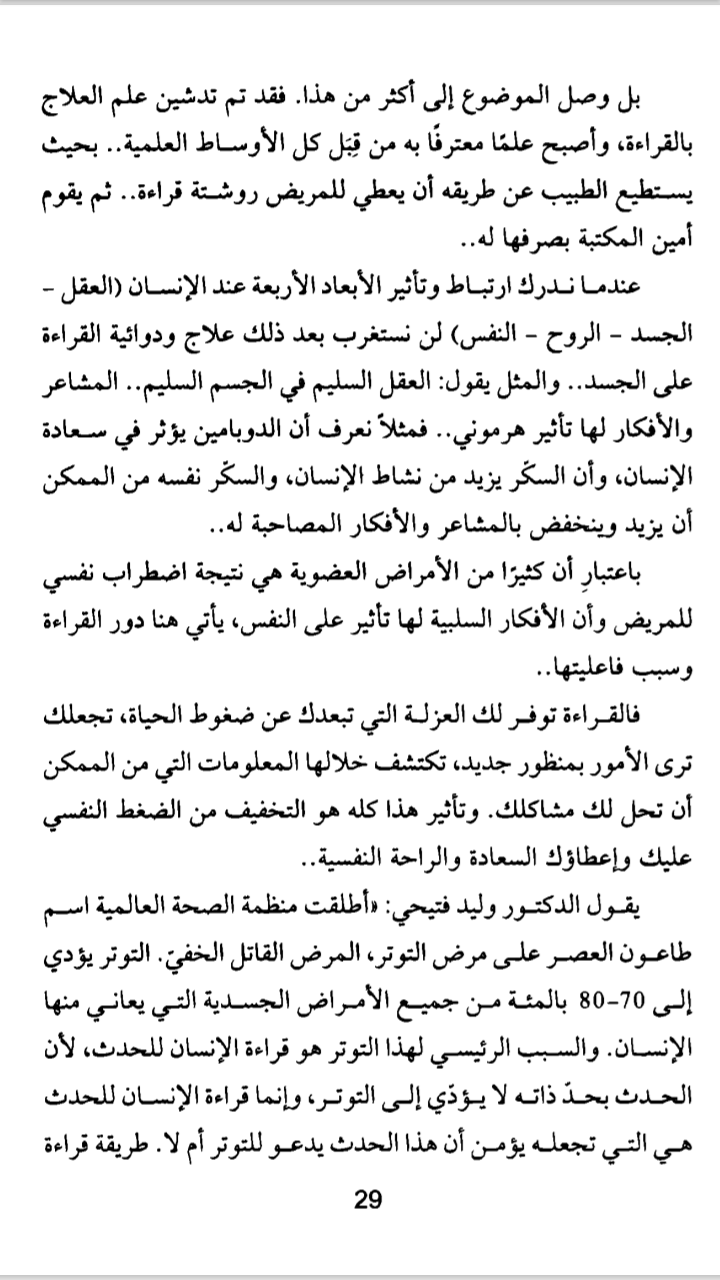 بل وصل الموضوع إلى أكثر من هذا. فقد تم تدشين علم العلاج
بالقراءة، وأصبح علمًا معترفًا به من قِبَل كل الأوساط العلمية.. بحيث
يستطيع الطبيب عن طريقه أن يعطي للمريض روشتة قراءة.. ثم يقوم
أمين المكتبة بصرفها له..
عندما ندرك ارتباط وتأثير الأبعاد الأربعة عند الإنسان (العقل -
الجسد - الروح - النفس) لن نستغرب بعد ذلك علاج ودوائية القراءة
على الجسد.. والمثل يقول: العقل السليم في الجسم السليم.. المشاعر
والأفكار لها تأثير هرموني.. فمثلاً نعرف أن الدوبامين يؤثر في سعادة
الإنسان، وأن السكّر يزيد من نشاط الإنسان، والسكّر نفسه من الممكن
أن يزيد وينخفض بالمشاعر والأفكار المصاحبة له..
باعتبارِ أن كثيرًا من الأمراض العضوية هي نتيجة اضطراب نفسي
للمريض وأن الأفكار السلبية لها تأثير على النفس، يأتي هنا دور القراءة
وسبب فاعليتها..
فالقراءة توفر لك العزلة التي تبعدك عن ضغوط الحياة، تجعلك
ترى الأمور بمنظور جديد، تكتشف خلالها المعلومات التي من الممكن
أن تحل لك مشاكلك. وتأثير هذا كله هو التخفيف من الضغط النفسي
عليك وإعطاؤك السعادة والراحة النفسية..
يقول الدكتور وليد فتيحي: «أطلقت منظمة الصحة العالمية اسم
طاعون العصر على مرض التوتر، المرض القاتل الخفيّ. التوتر يؤدي
إلى 70-80 بالمئة من جميع الأمراض الجسدية التي يعاني منها
الإنسان. والسبب الرئيسي لهذا التوتر هو قراءة الإنسان للحدث، لأن
الحدث بحدّ ذاته لا يؤدّي إلى التوتر، وإنما قراءة الإنسان للحدث
هي التي تجعله يؤمن أن هذا الحدث يدعو للتوتر أم لا. طريقة قراءة
29